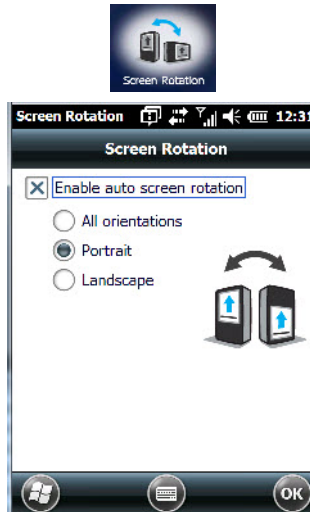 Screen Rotation
Screen Rotation 12:31
Screen Rotation
Enable auto screen rotation
All orientations
Portrait
Landscape
OK